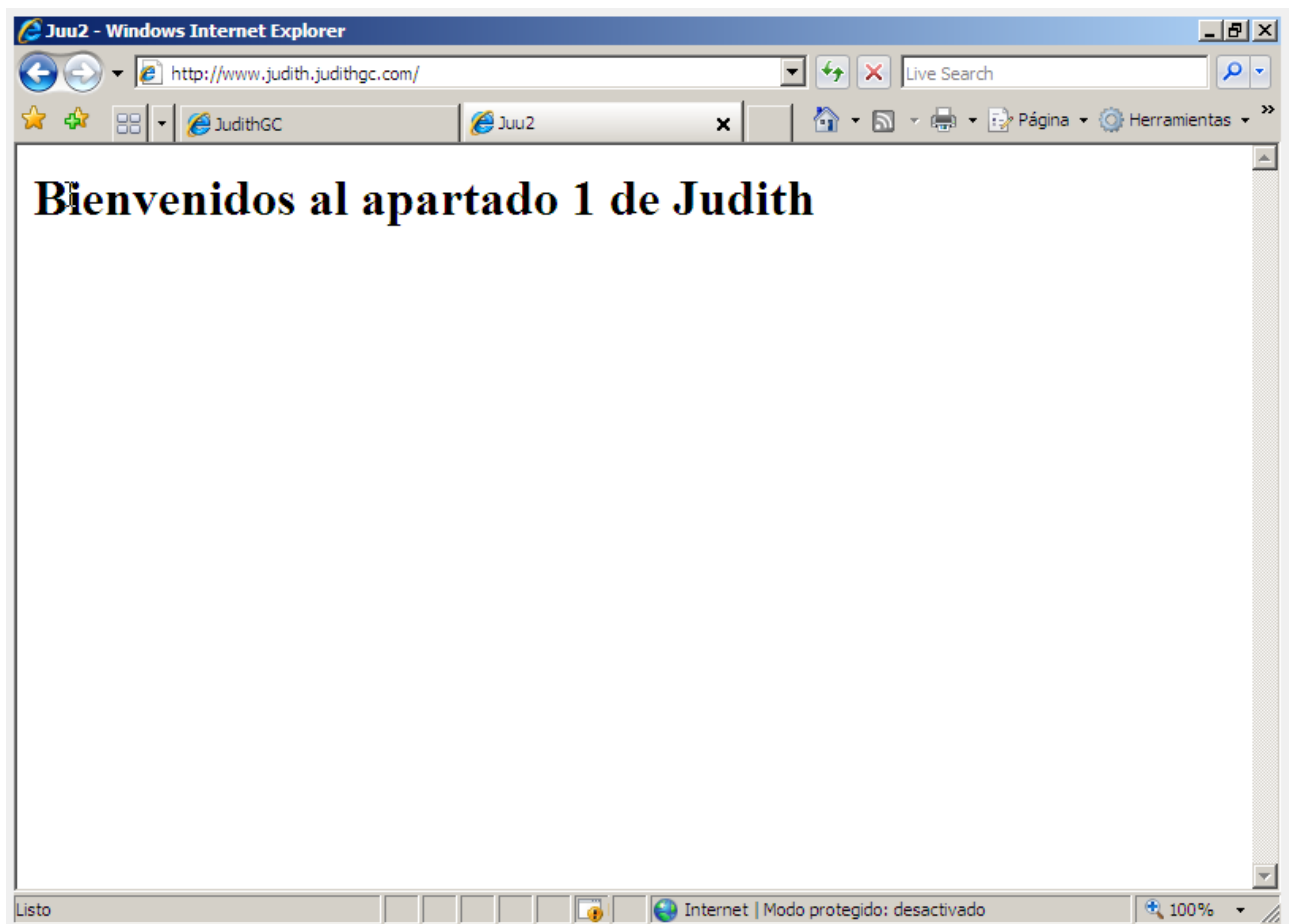 Juu2 - Windows Internet Explorer
http://www.judith.judithgc.com/
Live Search
JudithGC
Juu2
Página
Herramientas
Bienvenidos al apartado 1 de Judith
Listo
Internet | Modo protegido: desactivado
100%